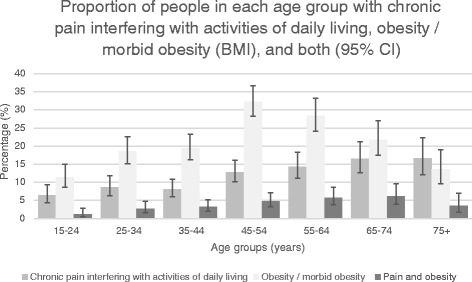 Proportion of people in each age group with chronic
pain interfering with activities of daily living, obesity /
morbid obesity (BMI), and both (95% CI)
40
35
30
25
20
15
10
5
0
Percentage (%)
15-24 25-34 35-44 45-54 55-64 65-74 75+
Age groups (years)
Chronic pain interfering with activities of daily living Obesity / morbid obesity Pain and obesity